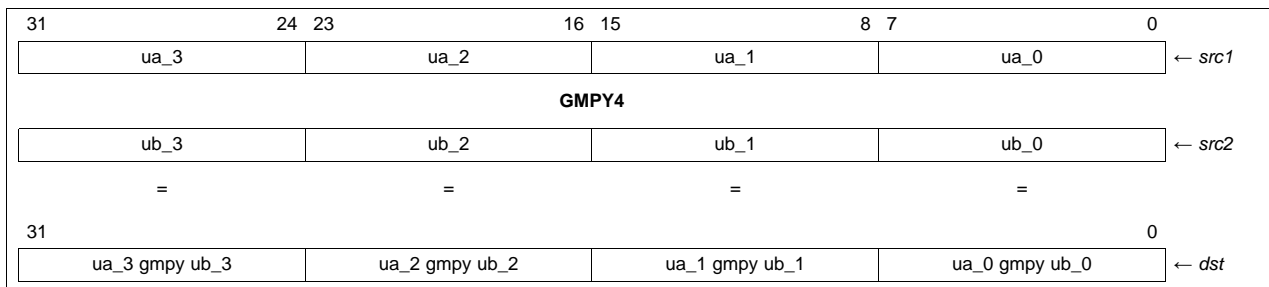 31 24 23 16 15 8 7 0
ua_3 ua_2 ua_1 ua_0 ← src1
GMPY4
ub_3 ub_2 ub_1 ub_0 ← src2
= = = =
31 0
ua_3 gmpy ub_3 ua_2 gmpy ub_2 ua_1 gmpy ub_1 ua_0 gmpy ub_0 ← dst